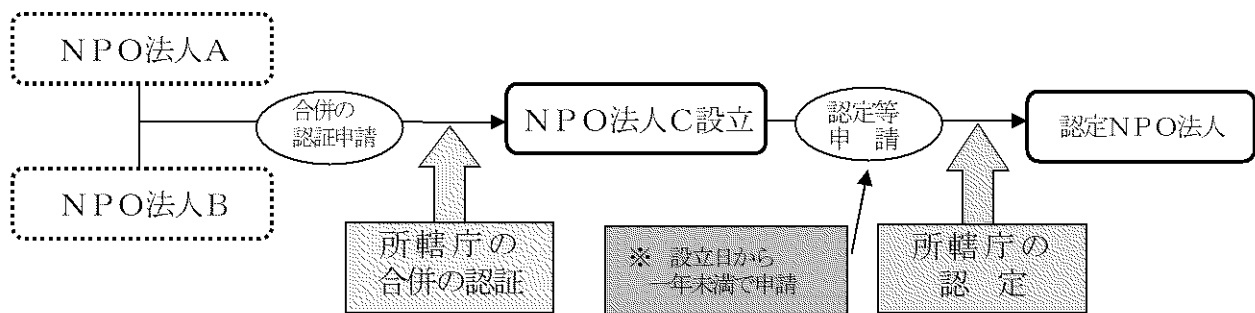 ＮＰＯ法人Ａ
合併の
認証申請
ＮＰＯ法人Ｃ設立
認定等
申　請
認定ＮＰＯ法人
ＮＰＯ法人Ｂ
所轄庁の
合併の認証
※　設立日から
一年未満で申請
所轄庁の
認　定